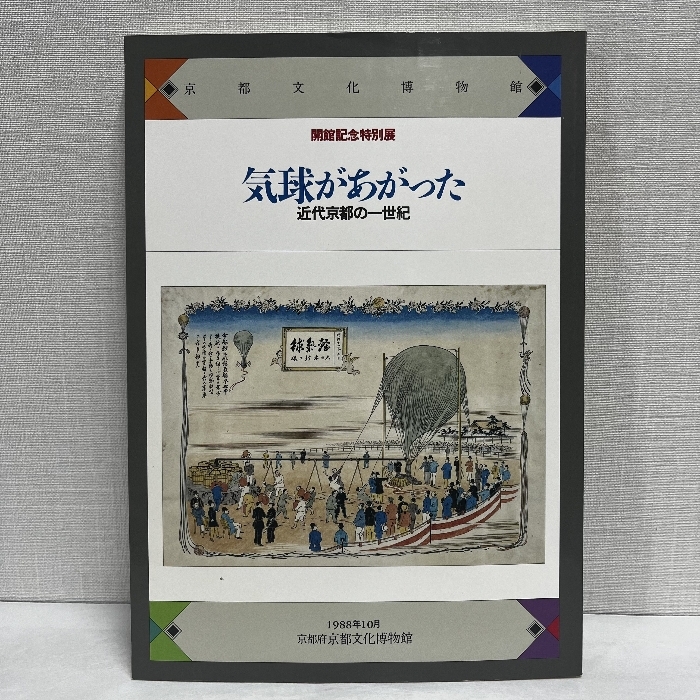 京都文化博物館
開館記念特別展
気球があがった
近代京都の一世紀
1988年10月
京都府京都文化博物館